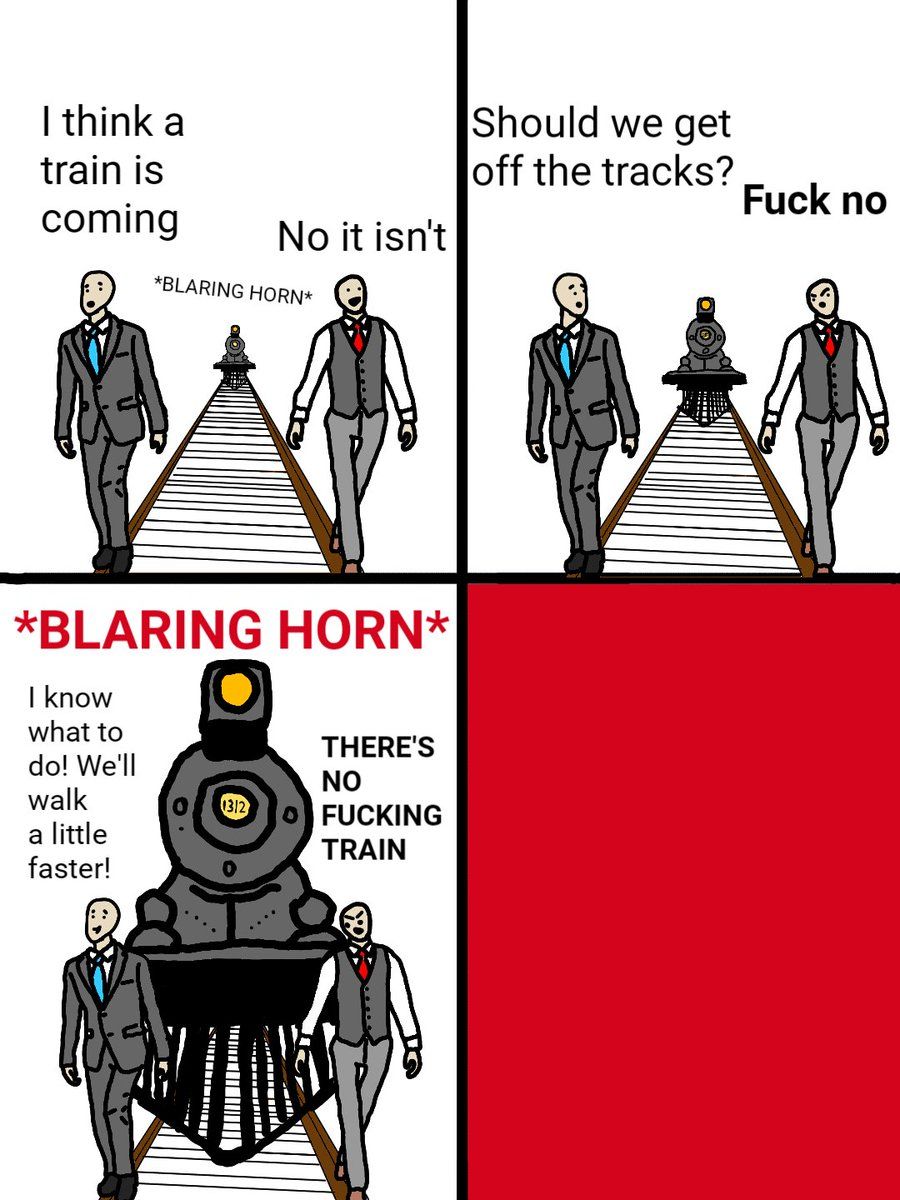 I think a
train is
coming
No it isn't
*BLARING HORN*
Should we get
off the tracks?
Fuck no
*BLARING HORN*
I know
what to
do! We'll
walk
a little
faster!
THERE'S
NO
FUCKING
TRAIN
1312